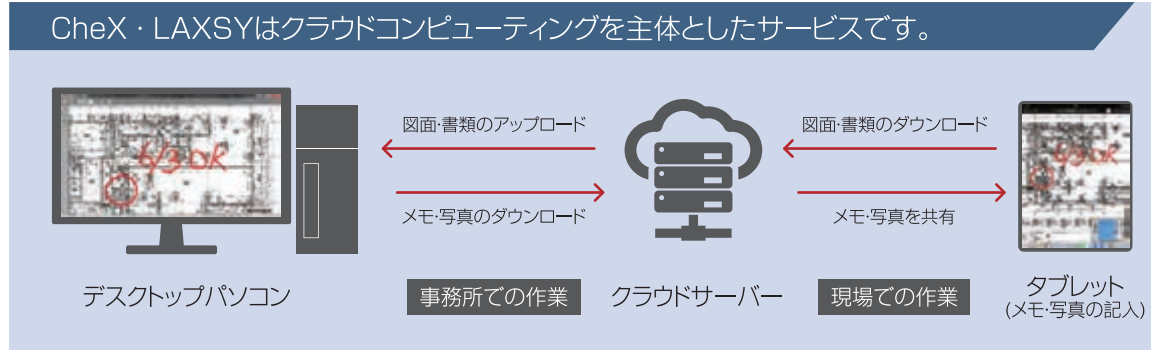 CheX・LAXSYはクラウドコンピューティングを主体としたサービスです。
図面・書類のアップロード
図面・書類のダウンロード
6/3 OK
6/3 OK
メモ・写真のダウンロード
メモ・写真を共有
デスクトップパソコン
事務所での作業
クラウドサーバー
現場での作業
タブレット
(メモ・写真の記入)